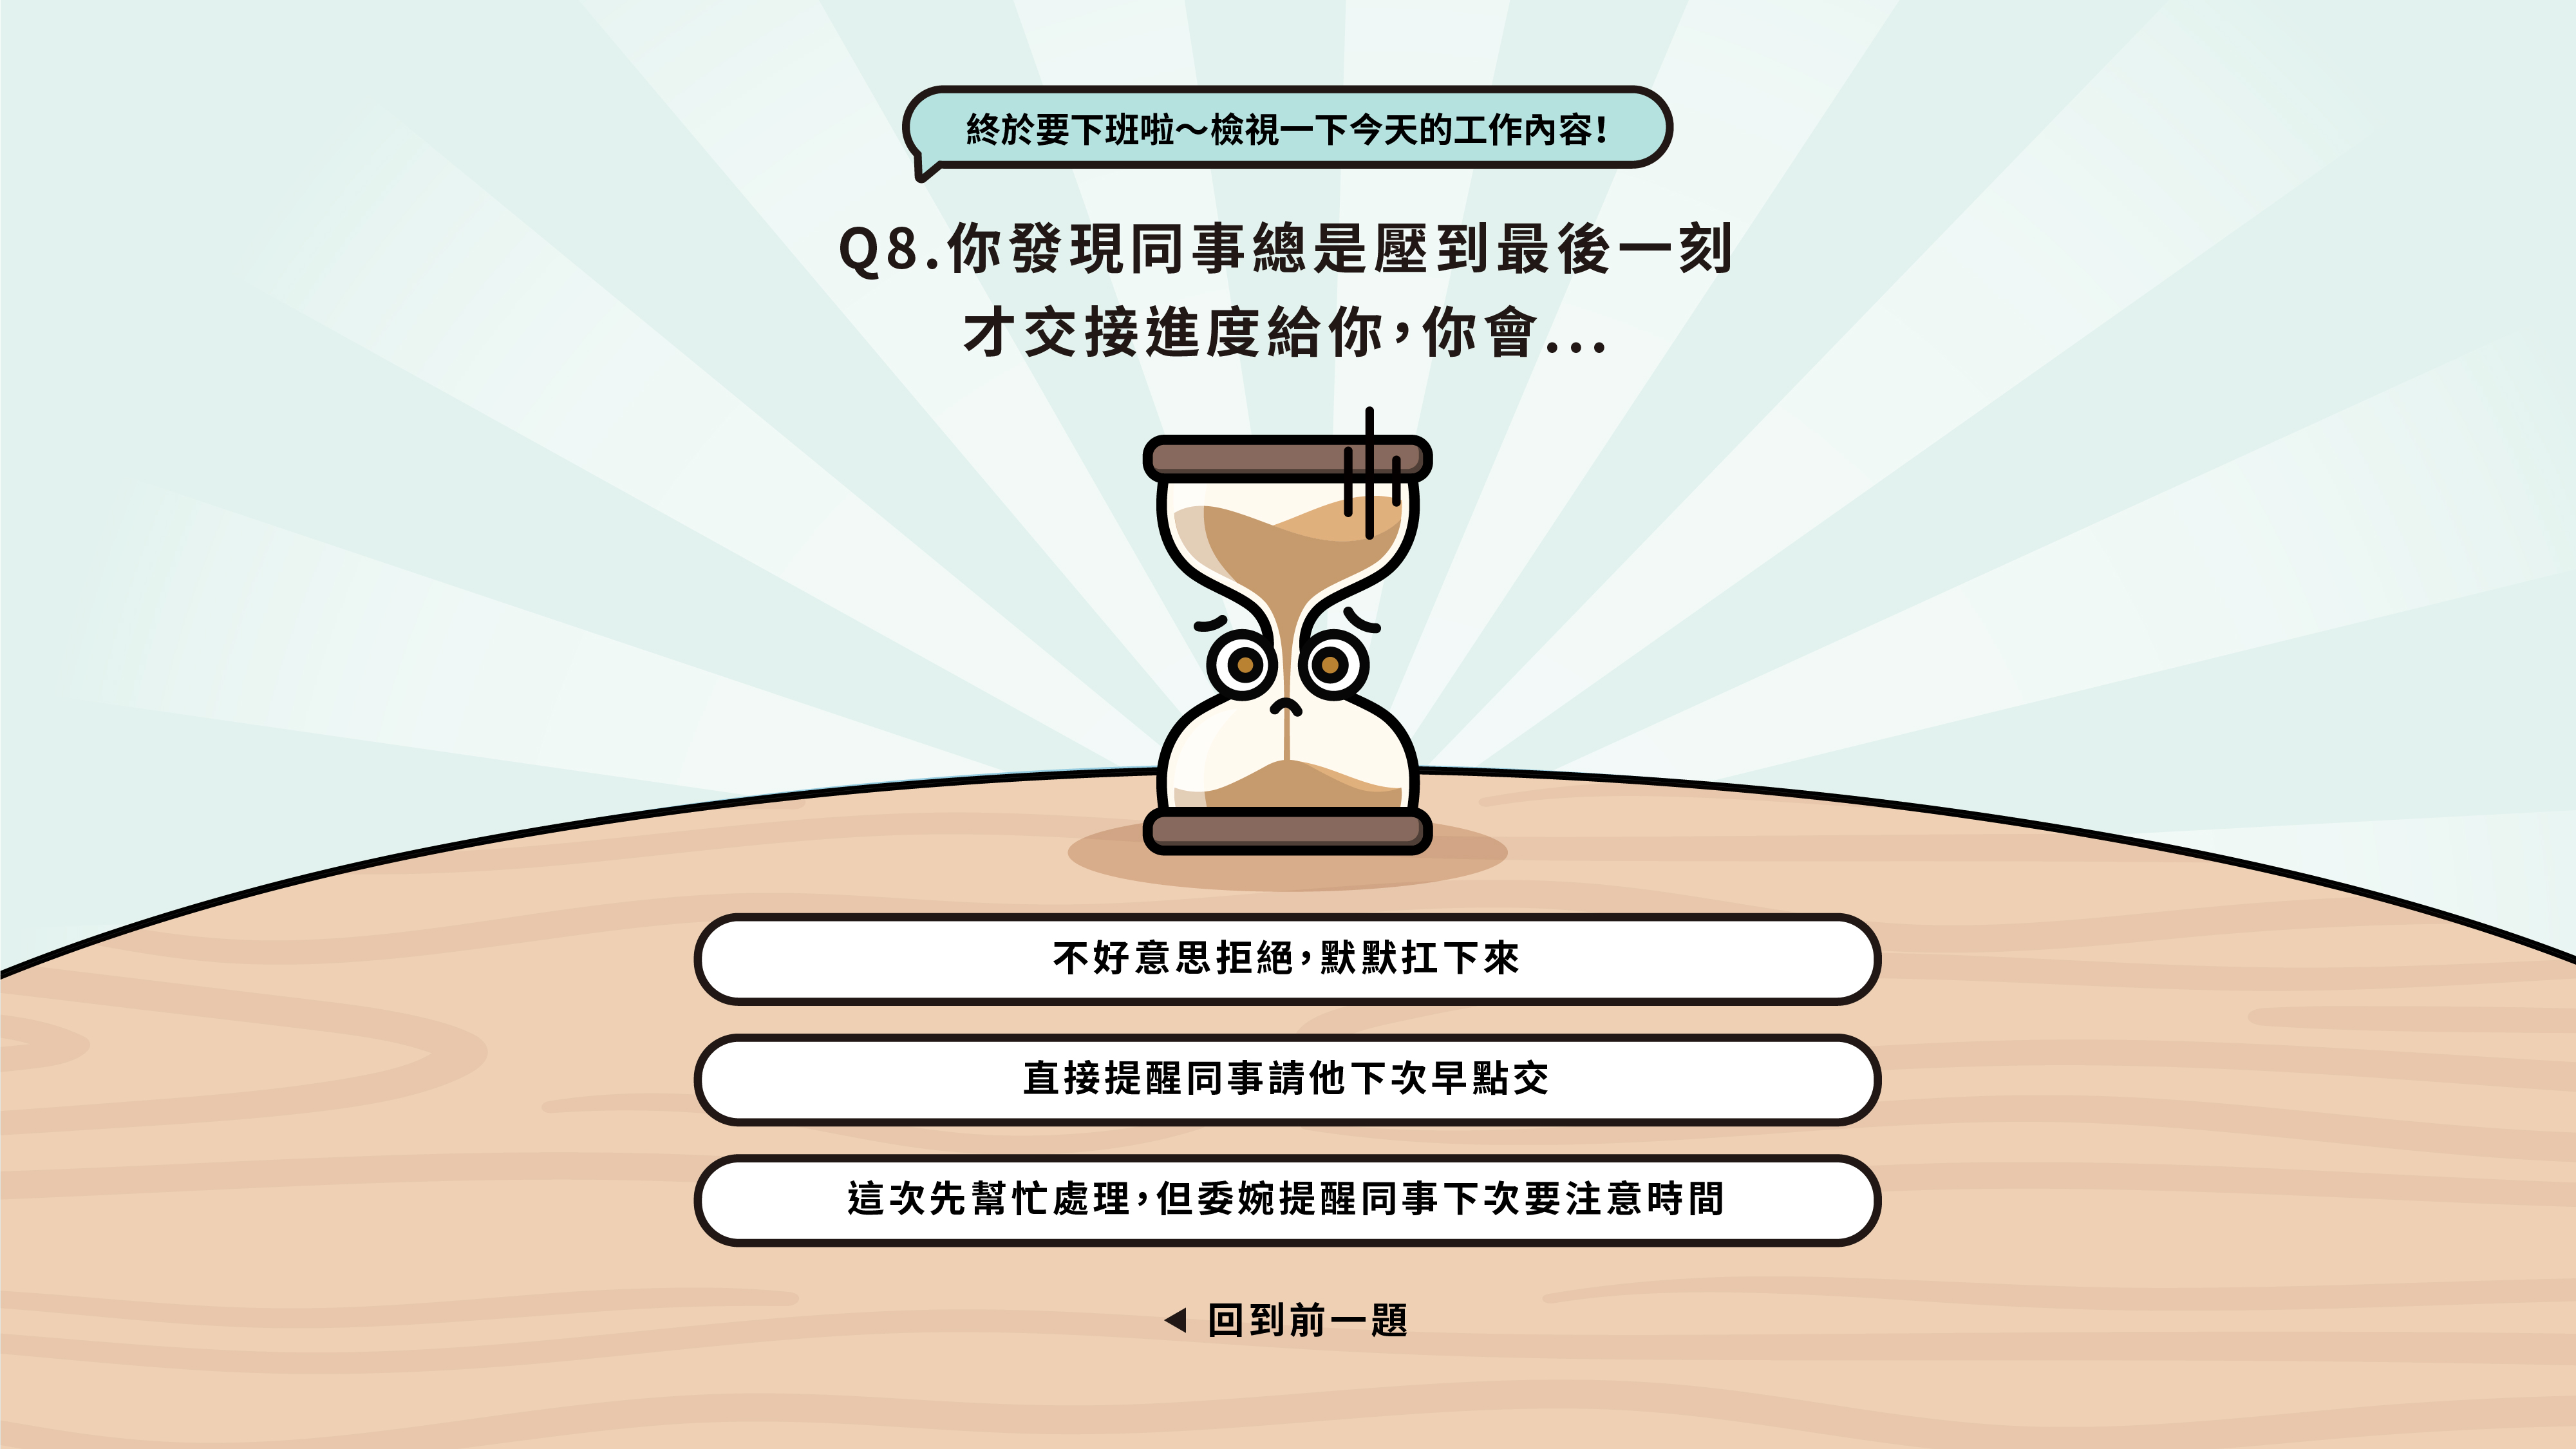 終於要下班啦～檢視一下今天的工作內容！
Q8.你發現同事總是壓到最後一刻
才交接進度給你，你會...
不好意思拒絕，默默扛下來
直接提醒同事請他下次早點交
這次先幫忙處理，但委婉提醒同事下次要注意時間
◀ 回到前一題